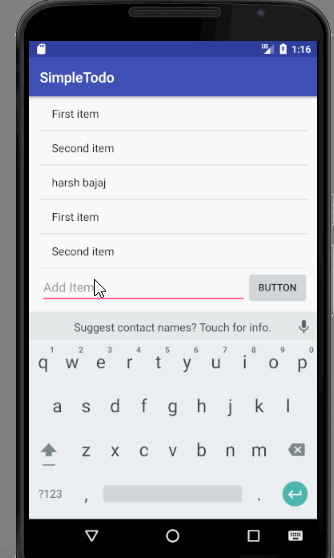 1:16
SimpleTodo
First item
Second item
harsh bajaj
First item
Second item
Add Item
BUTTON
Suggest contact names? Touch for info.
1 2 3 4 5 6 7 8 9 0
q w e r t y u i o p
a s d f g h j k l
z x c v b n m
?123 , .